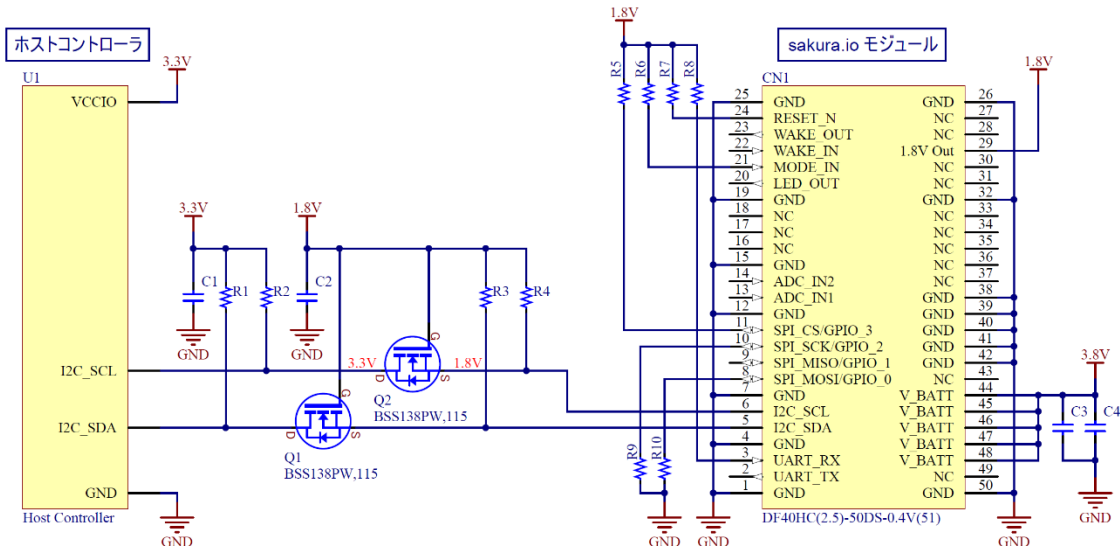 ホストコントローラ
U1
3.3V
VCCIO
I2C_SCL
I2C_SDA
GND
Host Controller
GND
3.3V
C1
GND
R1
R2
1.8V
C2
GND
R3
R4
3.3V
1.8V
G
D
S
Q2
BSS138PW,115
G
D
S
Q1
BSS138PW,115
1.8V
R5
R6
R7
R8
R9
R10
GND
GND
sakura.io モジュール
CN1
25 GND
24 RESET_N
23 WAKE_OUT
22 WAKE_IN
21 MODE_IN
20 LED_OUT
19 GND
18 NC
17 NC
16 NC
15 GND
14 ADC_IN2
13 ADC_IN1
12 GND
11 SPI_CS/GPIO_3
10 SPI_SCK/GPIO_2
9 SPI_MISO/GPIO_1
8 SPI_MOSI/GPIO_0
7 GND
6 I2C_SCL
5 I2C_SDA
4 GND
3 UART_RX
2 UART_TX
1 GND
GND 26
NC 27
NC 28
1.8V Out 29
NC 30
NC 31
GND 32
NC 33
NC 34
NC 35
NC 36
NC 37
GND 38
GND 39
GND 40
GND 41
GND 42
NC 43
V_BATT 44
V_BATT 45
V_BATT 46
V_BATT 47
V_BATT 48
NC 49
GND 50
DF40HC(2.5)-50DS-0.4V(51)
1.8V
3.8V
C3
C4
GND
GND